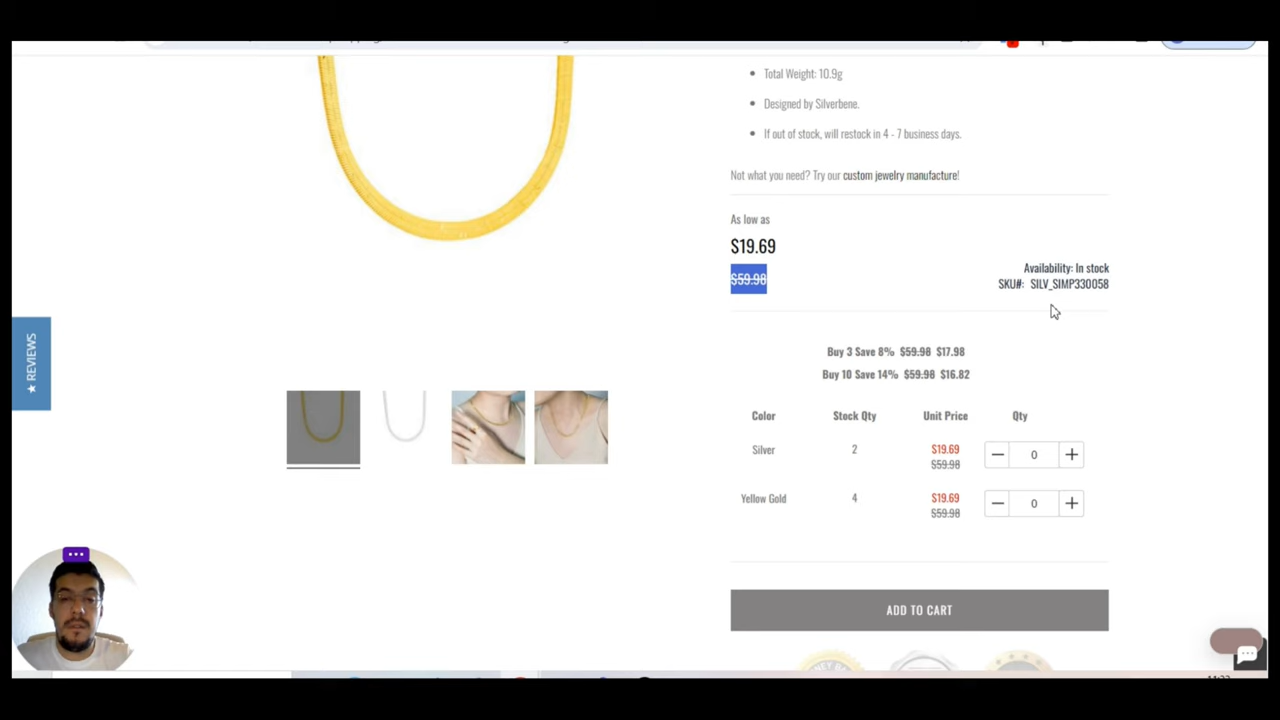 Total Weight: 10.9g
Designed by Silverbene.
If out of stock, will restock in 4 - 7 business days.
Not what you need? Try our custom jewelry manufacture!
As low as
$19.69
$59.98
Availability: In stock
SKU#: SILV_SIMP330058
Buy 3 Save 8% $59.98 $17.98
Buy 10 Save 14% $59.98 $16.82
Color Stock Qty Unit Price Qty
Silver 2 $19.69 0
$59.98
Yellow Gold 4 $19.69 0
$59.98
ADD TO CART
★ REVIEWS